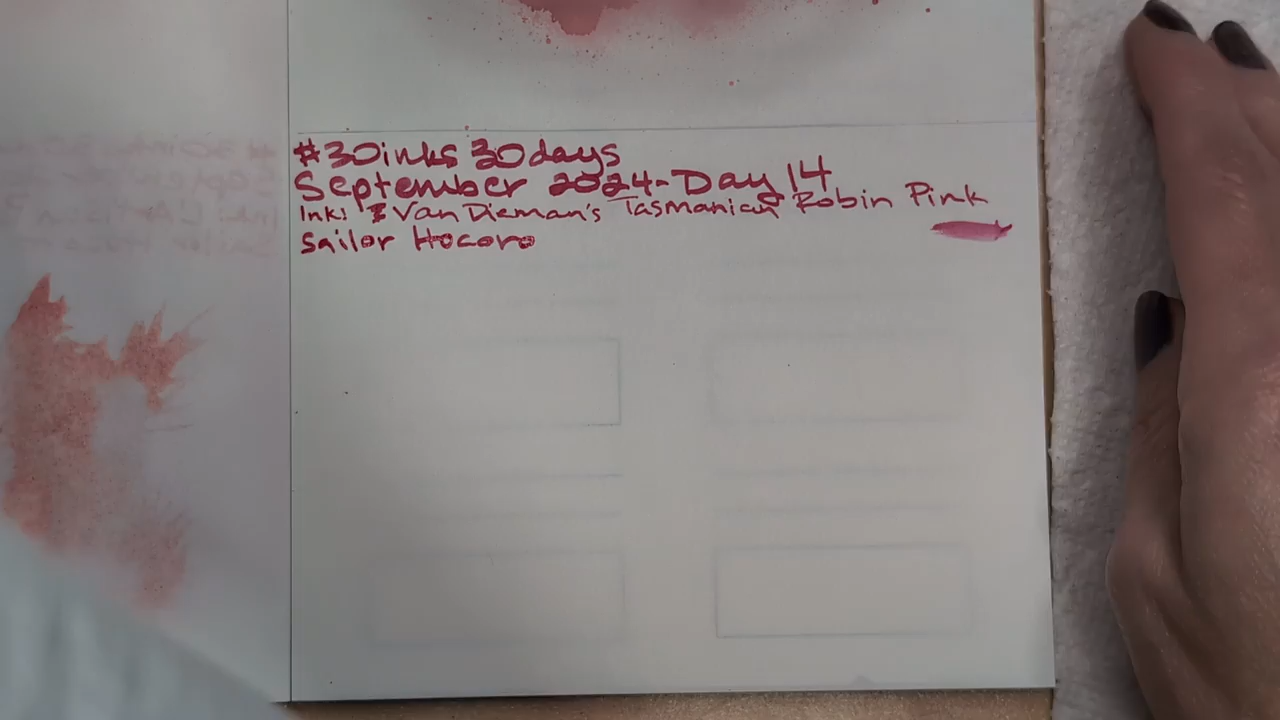 #30inks 30days
September 2024-Day 14
Ink: Van Dieman's Tasmanian Robin Pink
Sailor Hocoro